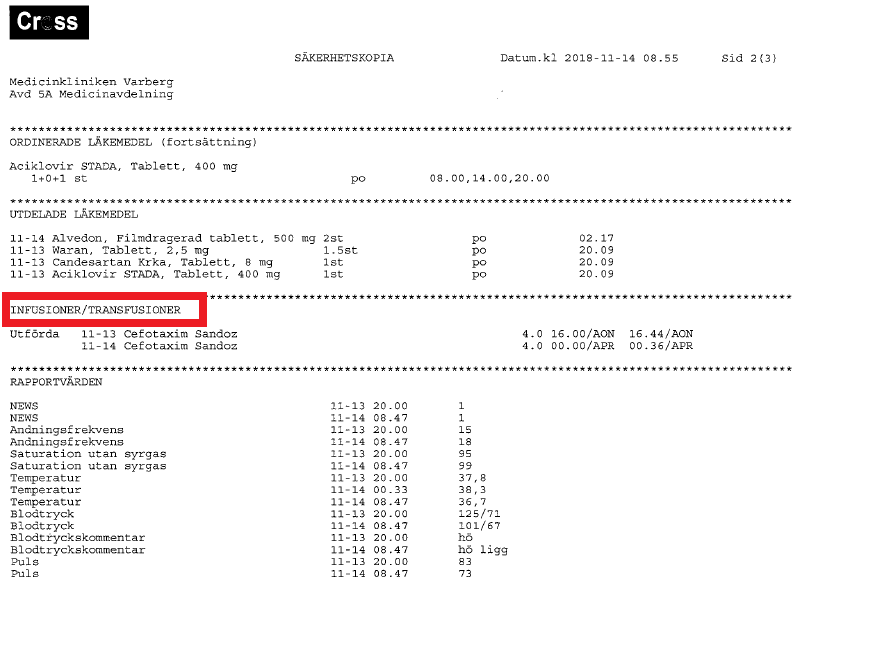 Cross
SÄKERHETSKOPIA Datum.kl 2018-11-14 08.55 Sid 2(3)
Medicinkliniken Varberg
Avd 5A Medicinavdelning
**************************************************************************************************************
ORDINERADE LÄKEMEDEL (fortsättning)
Aciklovir STADA, Tablett, 400 mg
1+0+1 st po 08.00,14.00,20.00
**************************************************************************************************************
UTDELADE LÄKEMEDEL
11-14 Alvedon, Filmdragerad tablett, 500 mg 2st po 02.17
11-13 Waran, Tablett, 2,5 mg 1.5st po 20.09
11-13 Candesartan Krka, Tablett, 8 mg 1st po 20.09
11-13 Aciklovir STADA, Tablett, 400 mg 1st po 20.09
**************************************************************************************************************
INFUSIONER/TRANSFUSIONER
Utförda 11-13 Cefotaxim Sandoz 4.0 16.00/AON 16.44/AON
11-14 Cefotaxim Sandoz 4.0 00.00/APR 00.36/APR
**************************************************************************************************************
RAPPORTVÄRDEN
NEWS 11-13 20.00 1
NEWS 11-14 08.47 1
Andningsfrekvens 11-13 20.00 15
Andningsfrekvens 11-14 08.47 18
Saturation utan syrgas 11-13 20.00 95
Saturation utan syrgas 11-14 08.47 99
Temperatur 11-13 20.00 37,8
Temperatur 11-14 00.33 38,3
Temperatur 11-14 08.47 36,7
Blodtryck 11-13 20.00 125/71
Blodtryck 11-14 08.47 101/67
Blodtryckskommentar 11-13 20.00 hö
Blodtryckskommentar 11-14 08.47 hö ligg
Puls 11-13 20.00 83
Puls 11-14 08.47 73